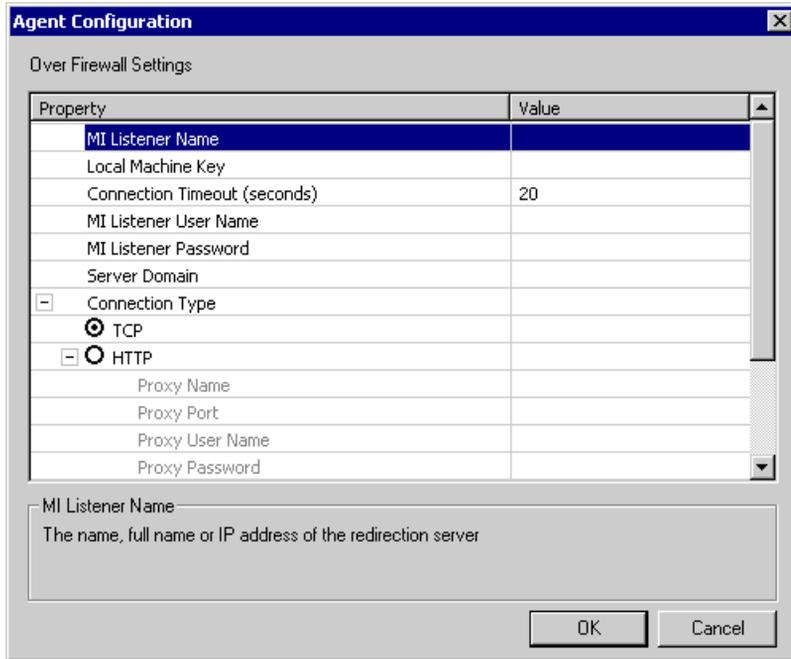 Agent Configuration
Over Firewall Settings
Property Value
MI Listener Name
Local Machine Key
Connection Timeout (seconds) 20
MI Listener User Name
MI Listener Password
Server Domain
Connection Type
TCP
HTTP
Proxy Name
Proxy Port
Proxy User Name
Proxy Password
MI Listener Name
The name, full name or IP address of the redirection server
OK Cancel